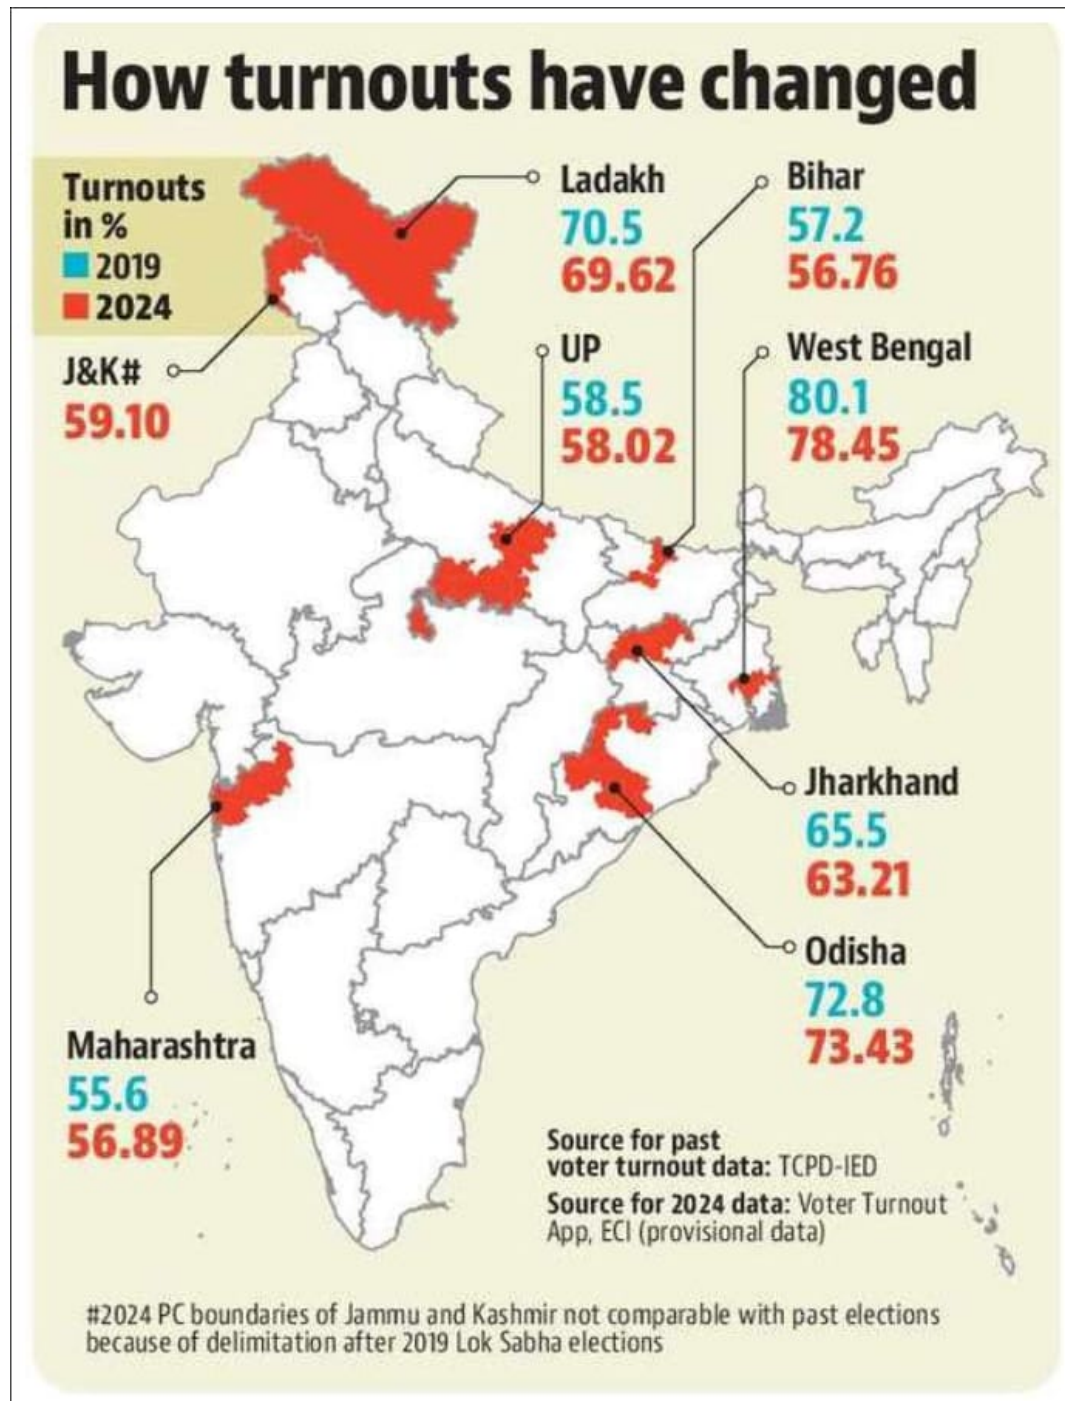 How turnouts have changed
Turnouts
in %
2019
2024
J&K#
59.10
Ladakh
70.5
69.62
Bihar
57.2
56.76
UP
58.5
58.02
West Bengal
80.1
78.45
Jharkhand
65.5
63.21
Odisha
72.8
73.43
Maharashtra
55.6
56.89
Source for past
voter turnout data: TCPD-IED
Source for 2024 data: Voter Turnout
App, ECI (provisional data)
#2024 PC boundaries of Jammu and Kashmir not comparable with past elections
because of delimitation after 2019 Lok Sabha elections